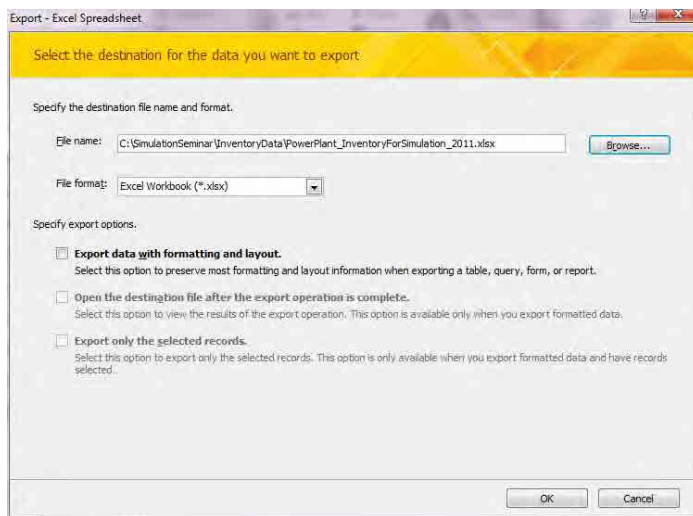 Export - Excel Spreadsheet
Select the destination for the data you want to export
Specify the destination file name and format.
File name: C:\SimulationSeminar\InventoryData\PowerPlant_InventoryForSimulation_2011.xlsx Browse...
File format: Excel Workbook (*.xlsx)
Specify export options.
Export data with formatting and layout.
Select this option to preserve most formatting and layout information when exporting a table, query, form, or report.
Open the destination file after the export operation is complete.
Select this option to view the results of the export operation. This option is available only when you export formatted data.
Export only the selected records.
Select this option to export only the selected records. This option is only available when you export formatted data and have records
selected.
OK Cancel